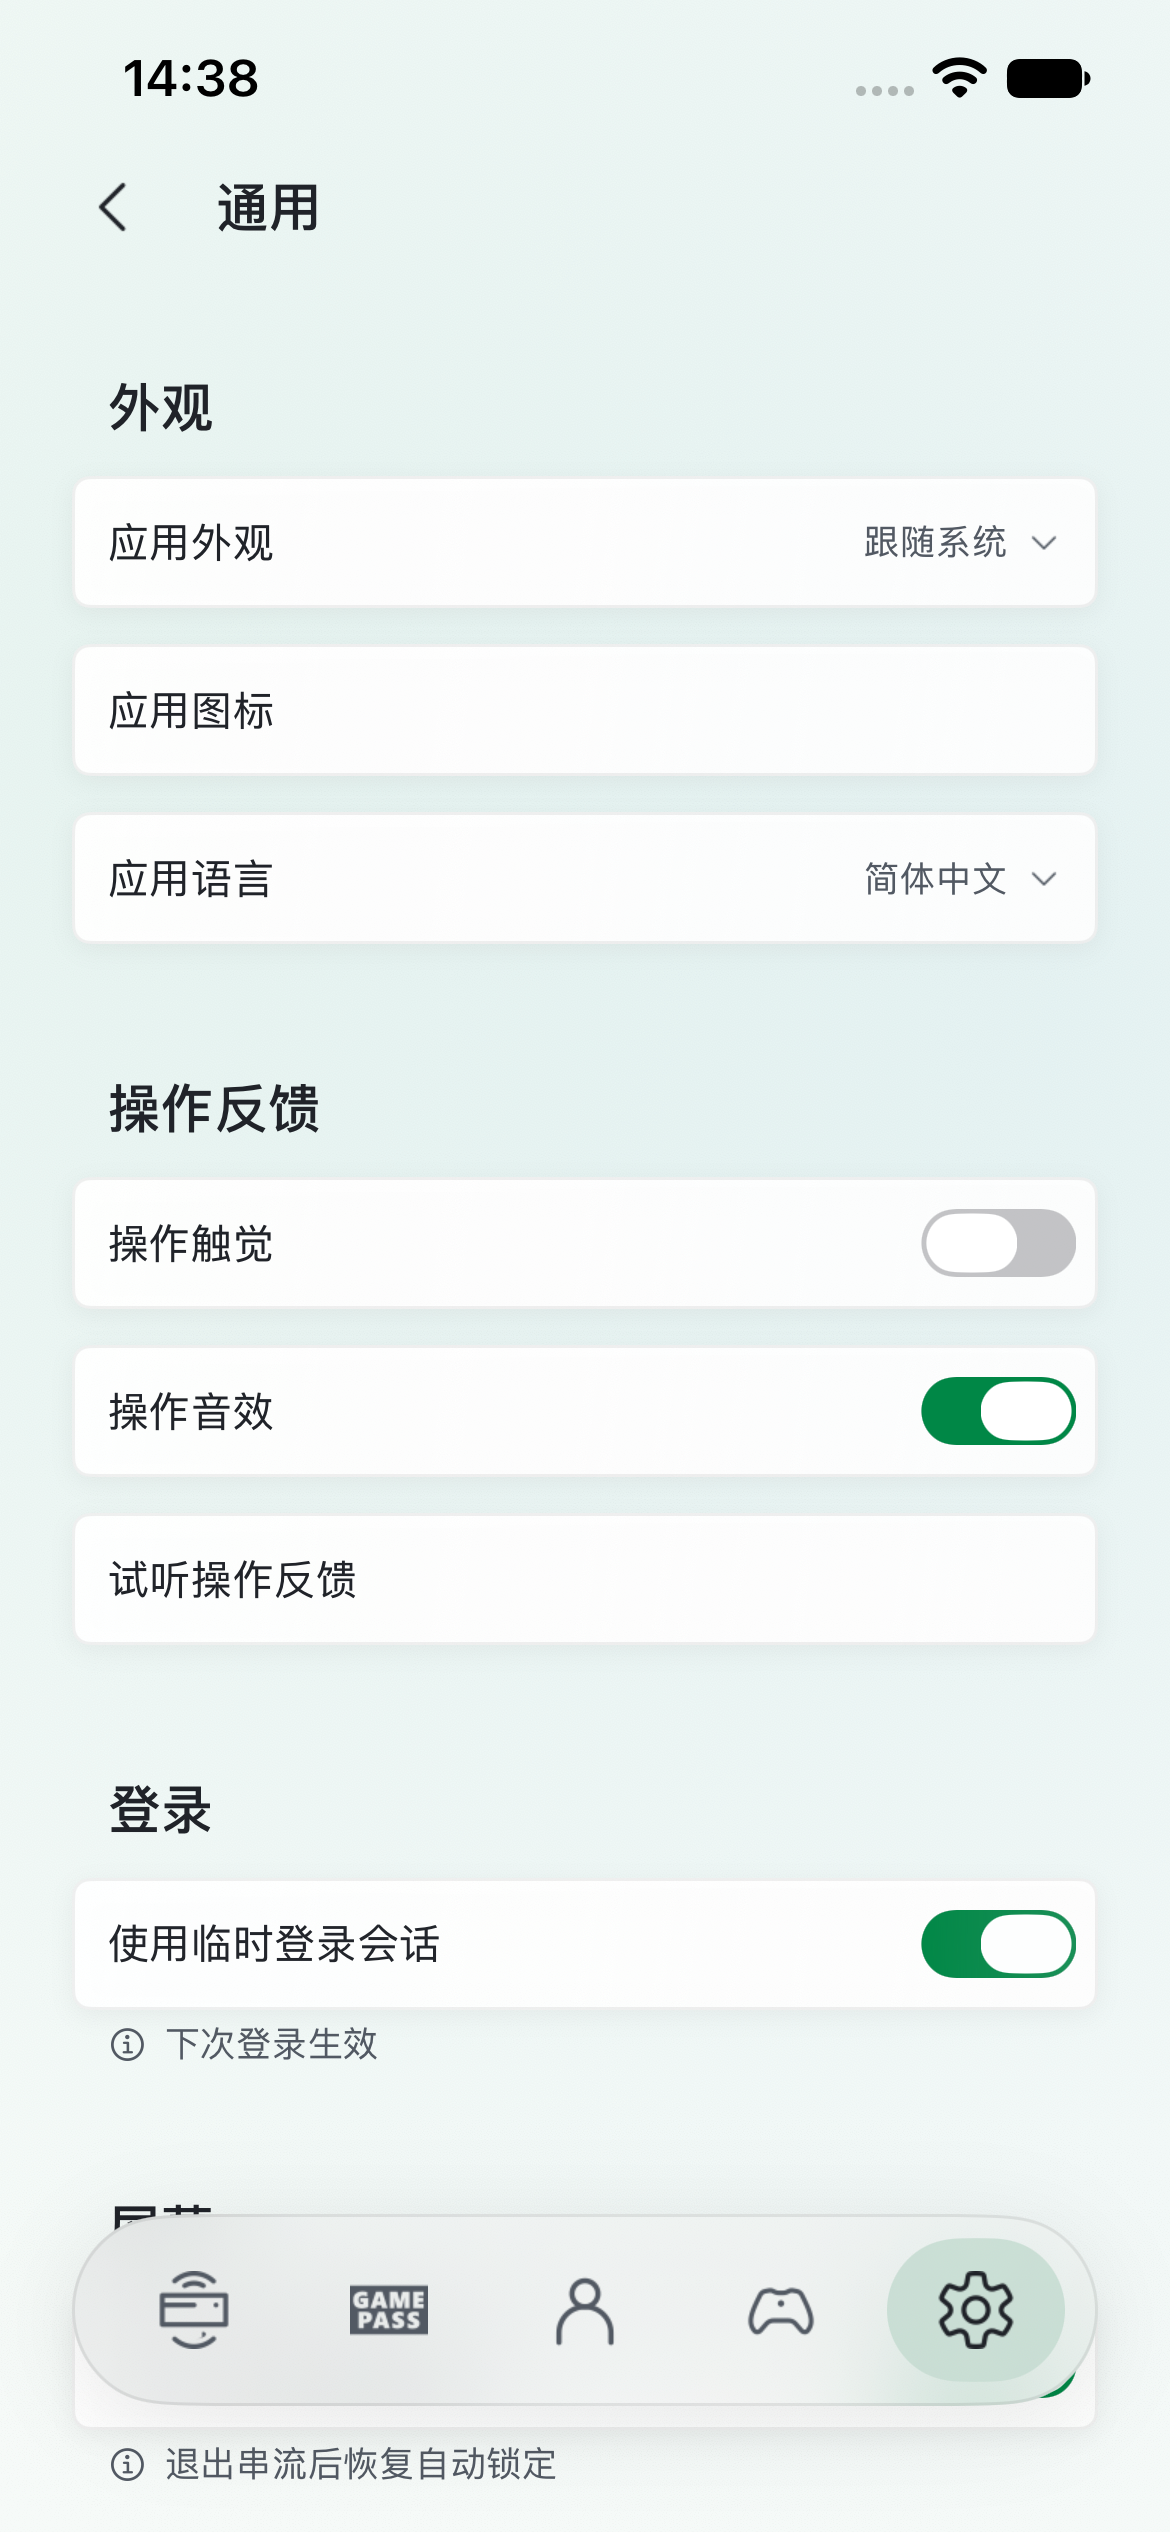 14:38
通用
外观
应用外观
跟随系统
应用图标
应用语言
简体中文
操作反馈
操作触觉
操作音效
试听操作反馈
登录
使用临时登录会话
下次登录生效
GAME
PASS
退出串流后恢复自动锁定